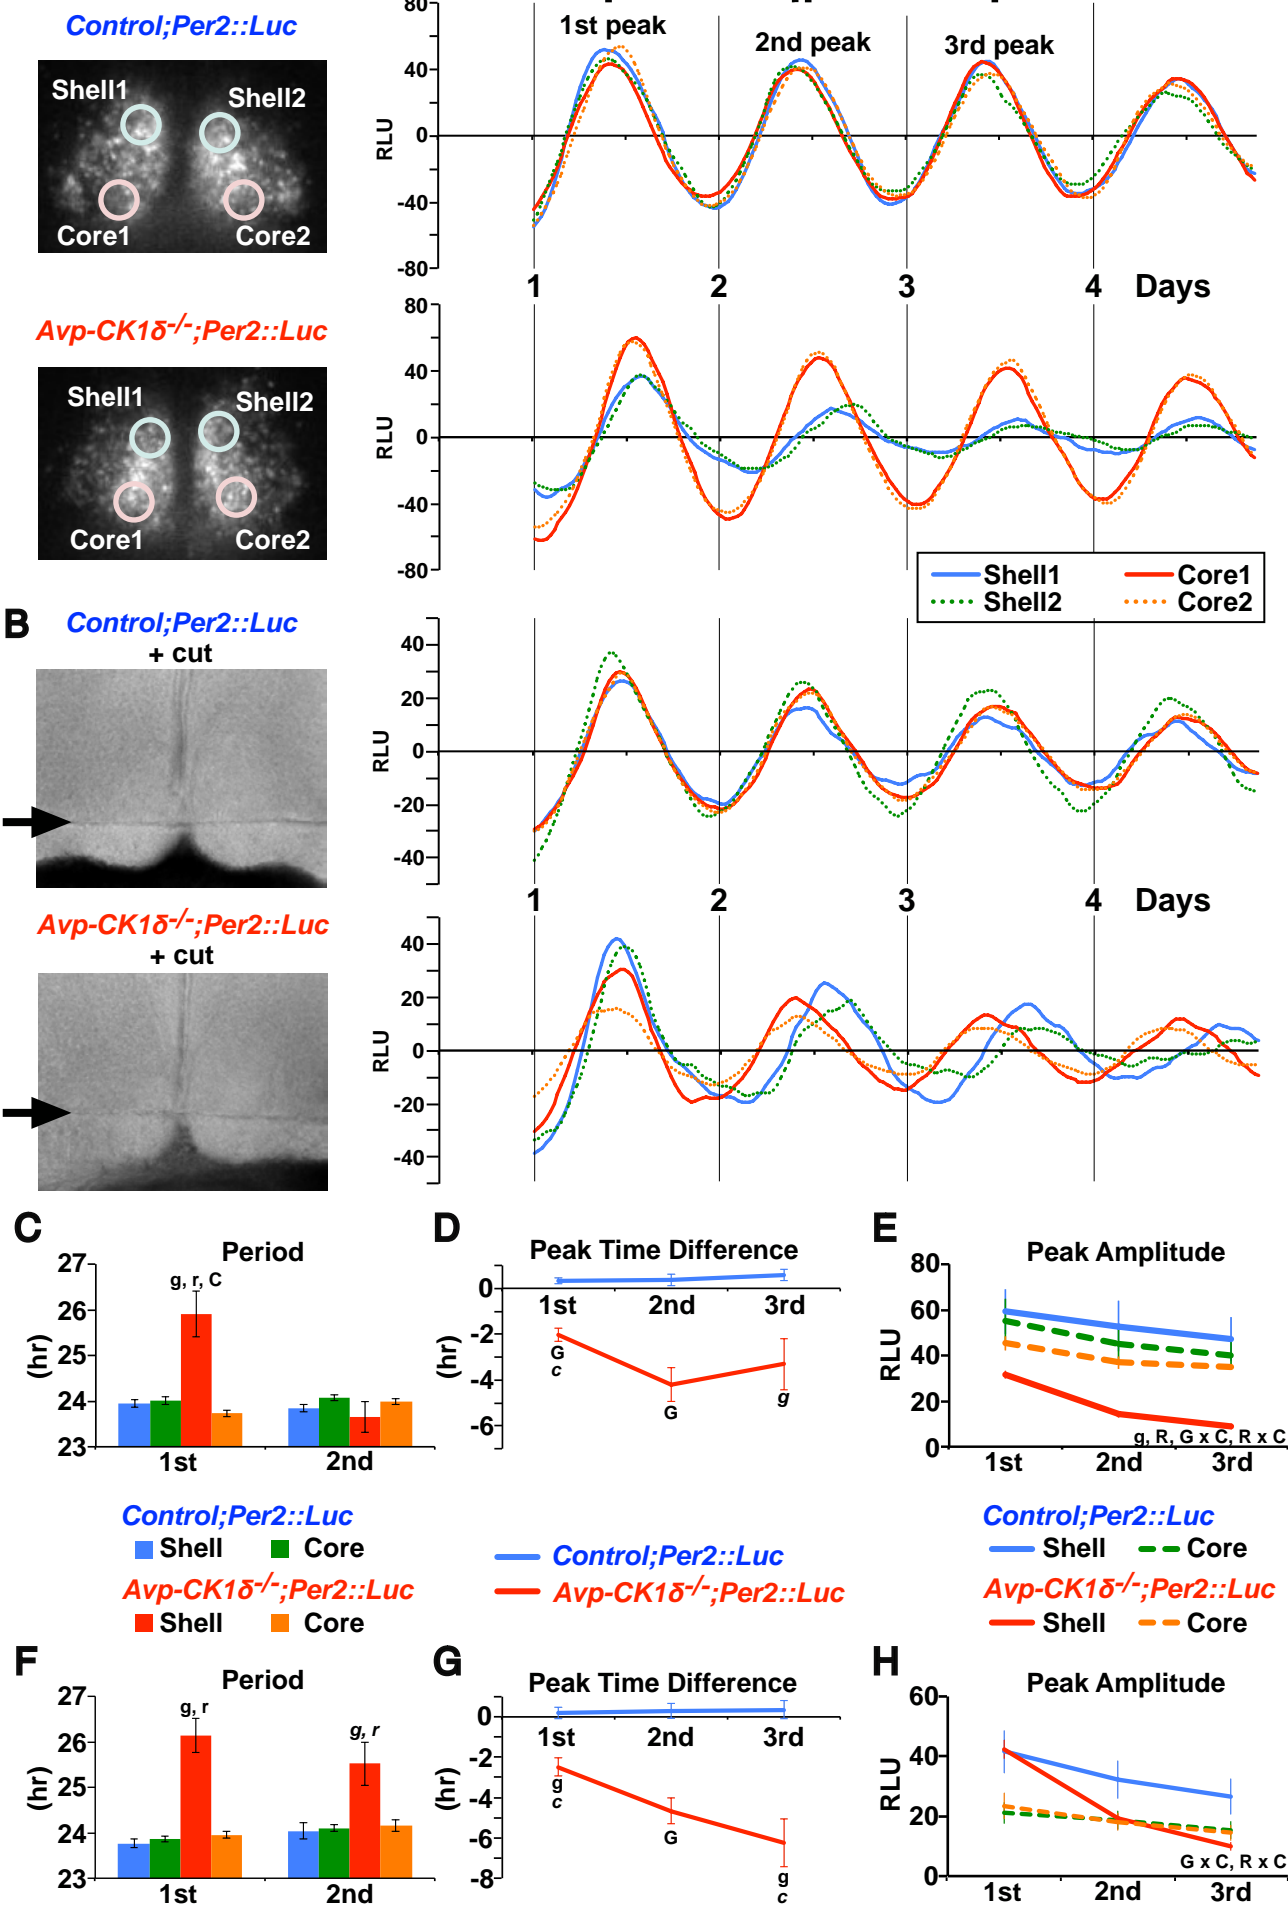 Control;Per2::Luc
Shell1
Shell2
Core1
Core2
80
40
0
-40
-80
RLU
1st peak
2nd peak
3rd peak
1
2
3
4
Days
Avp-CK1δ-/-;Per2::Luc
Shell1
Shell2
Core1
Core2
80
40
0
-40
-80
RLU
Shell1
Core1
Shell2
Core2
B
Control;Per2::Luc
+ cut
40
20
0
-20
-40
RLU
1
2
3
4
Days
Avp-CK1δ-/-;Per2::Luc
+ cut
40
20
0
-20
-40
RLU
C
Period
27
26
25
24
23
(hr)
g, r, C
1st
2nd
D
Peak Time Difference
0
-2
-4
-6
(hr)
1st
2nd
3rd
G
c
G
g
E
Peak Amplitude
80
60
40
20
0
RLU
g, R, G x C, R x C
1st
2nd
3rd
Control;Per2::Luc
Shell
Core
Avp-CK1δ-/-;Per2::Luc
Shell
Core
Control;Per2::Luc
Avp-CK1δ-/-;Per2::Luc
Control;Per2::Luc
Shell
Core
Avp-CK1δ-/-;Per2::Luc
Shell
Core
F
Period
27
26
25
24
23
(hr)
g, r
g, r
1st
2nd
G
Peak Time Difference
0
-2
-4
-6
-8
(hr)
1st
2nd
3rd
g
c
G
g
c
H
Peak Amplitude
60
40
20
0
RLU
G x C, R x C
1st
2nd
3rd